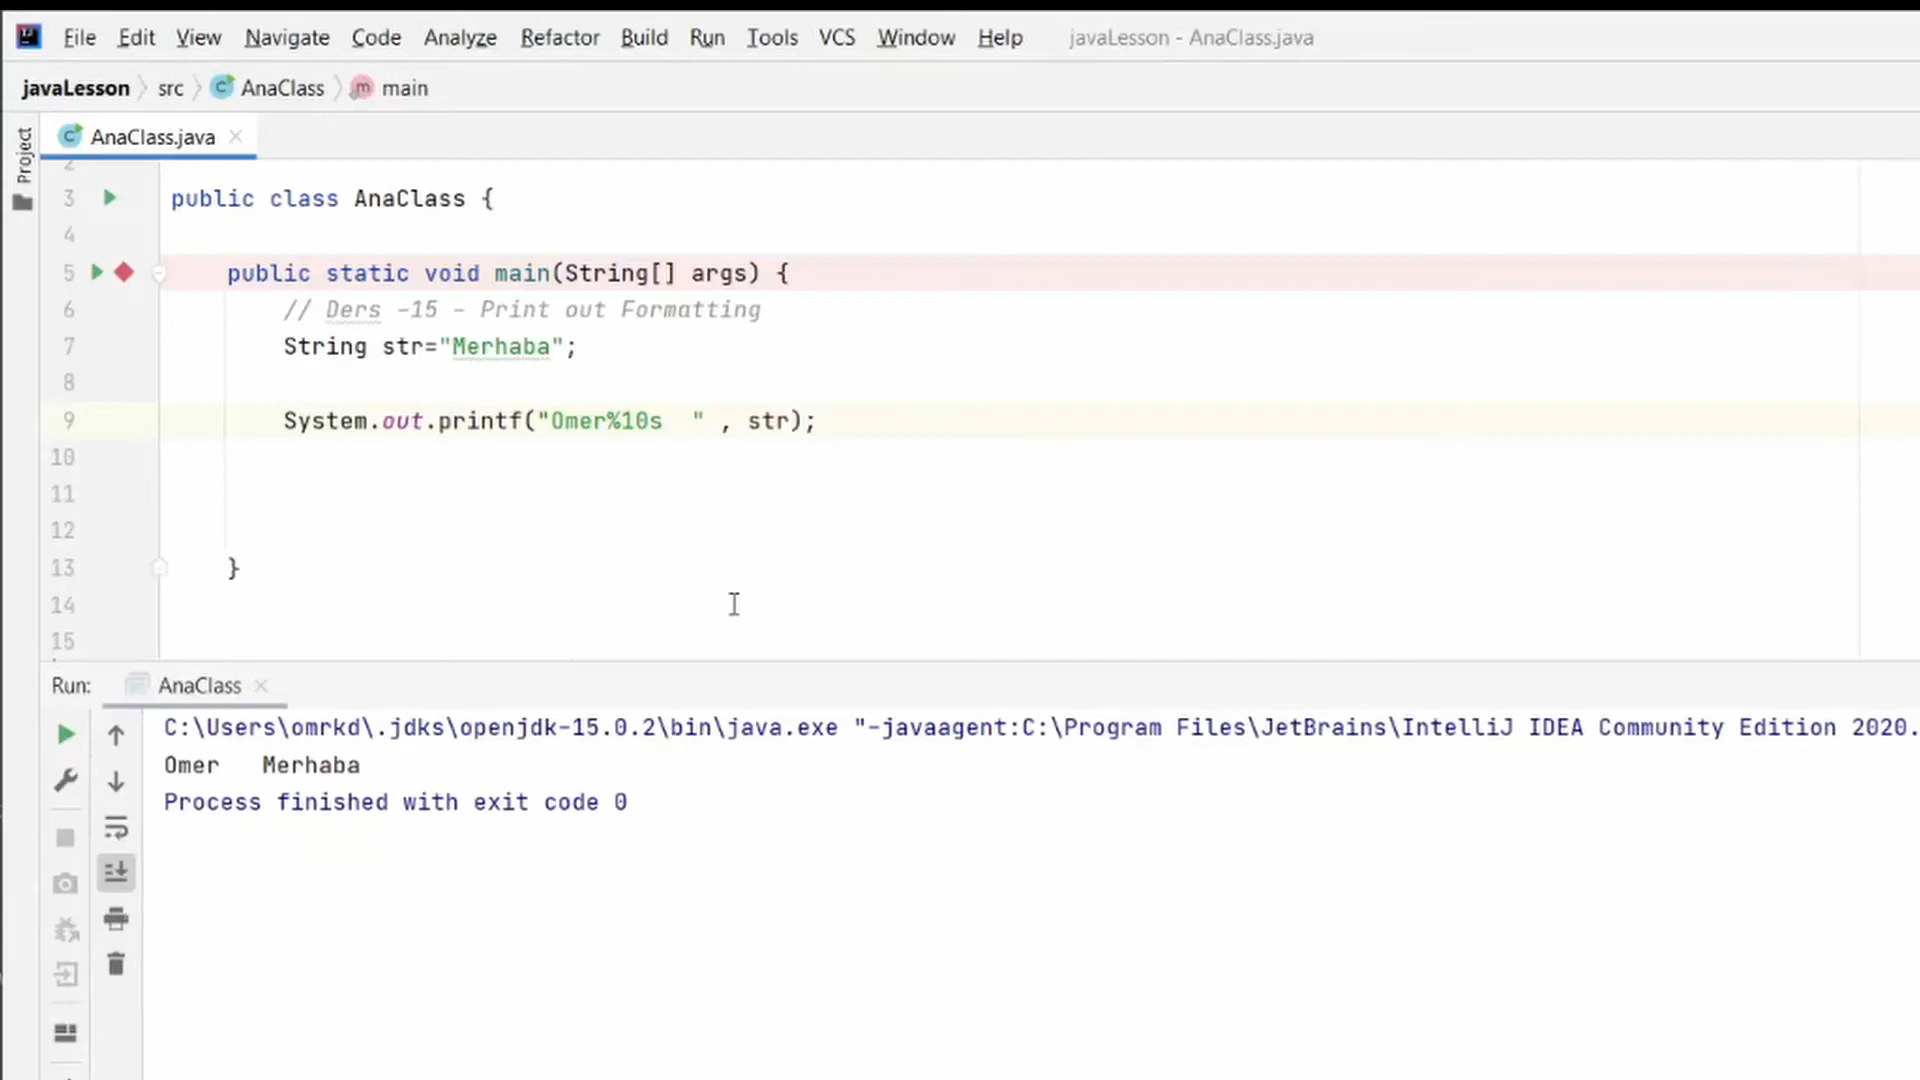 File Edit View Navigate Code Analyze Refactor Build Run Tools VCS Window Help javaLesson - AnaClass.java
javaLesson src AnaClass main
Project
AnaClass.java
2
3 public class AnaClass {
4
5 public static void main(String[] args) {
6 // Ders -15 - Print out Formatting
7 String str="Merhaba";
8
9 System.out.printf("Omer%10s  " , str);
10
11
12
13 }
14
15
Run: AnaClass
C:\Users\omrkd\.jdks\openjdk-15.0.2\bin\java.exe "-javaagent:C:\Program Files\JetBrains\IntelliJ IDEA Community Edition 2020.
Omer   Merhaba
Process finished with exit code 0